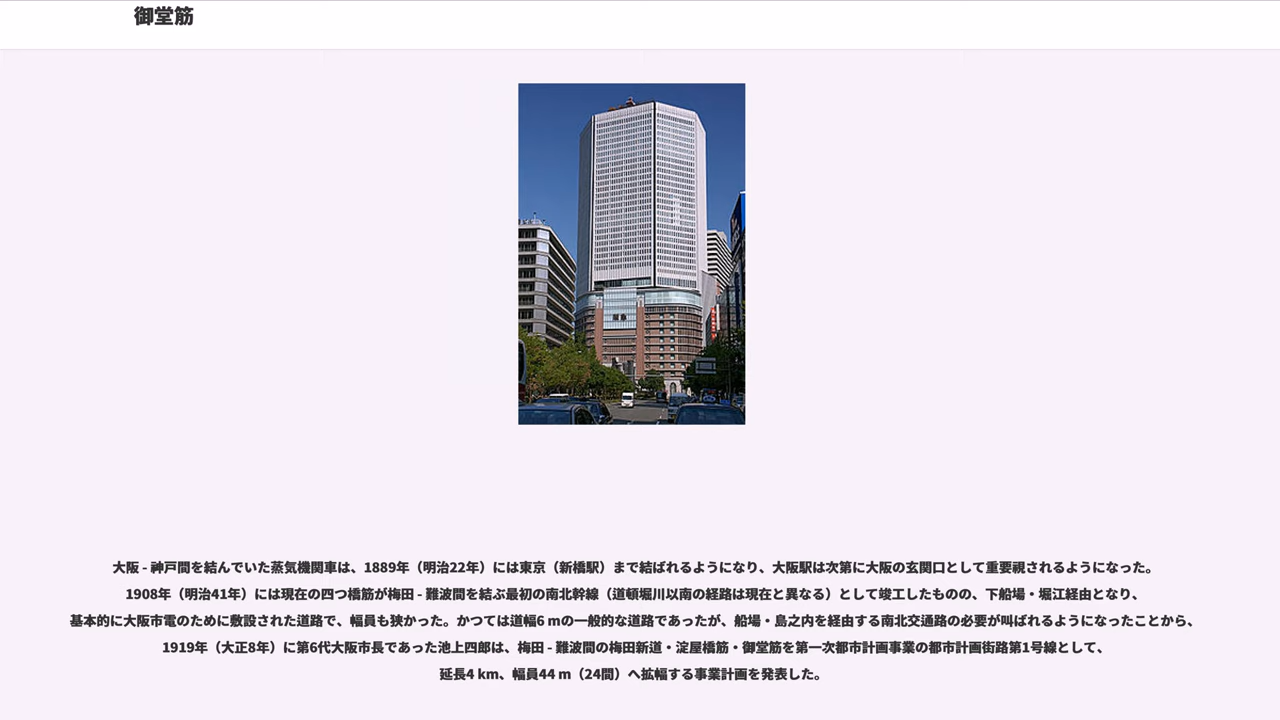 御堂筋
大阪 - 神戸間を結んでいた蒸気機関車は、1889年（明治22年）には東京（新橋駅）まで結ばれるようになり、大阪駅は次第に大阪の玄関口として重要視されるようになった。
1908年（明治41年）には現在の四つ橋筋が梅田 - 難波間を結ぶ最初の南北幹線（道頓堀川以南の経路は現在と異なる）として竣工したものの、下船場・堀江経由となり、
基本的に大阪市電のために敷設された道路で、幅員も狭かった。かつては道幅6 mの一般的な道路であったが、船場・島之内を経由する南北交通路の必要が叫ばれるようになったことから、
1919年（大正8年）に第6代大阪市長であった池上四郎は、梅田 - 難波間の梅田新道・淀屋橋筋・御堂筋を第一次都市計画事業の都市計画街路第1号線として、
延長4 km、幅員44 m（24間）へ拡幅する事業計画を発表した。